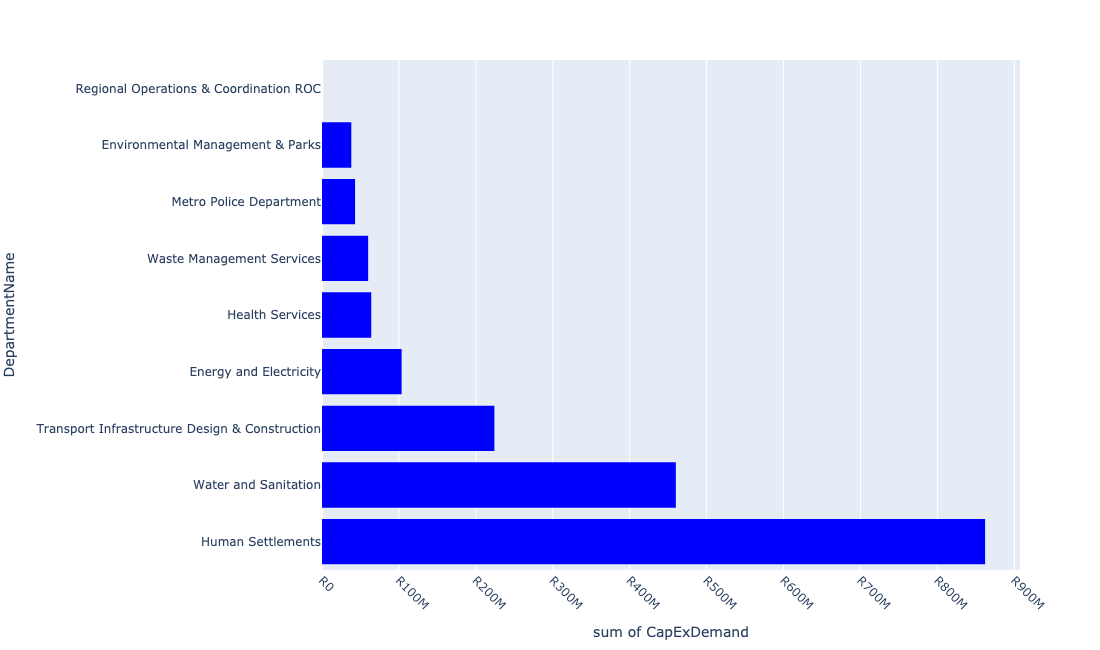 Regional Operations & Coordination ROC
Environmental Management & Parks
Metro Police Department
Waste Management Services
Health Services
Energy and Electricity
Transport Infrastructure Design & Construction
Water and Sanitation
Human Settlements
DepartmentName
R0
R100M
R200M
R300M
R400M
R500M
R600M
R700M
R800M
R900M
sum of CapExDemand